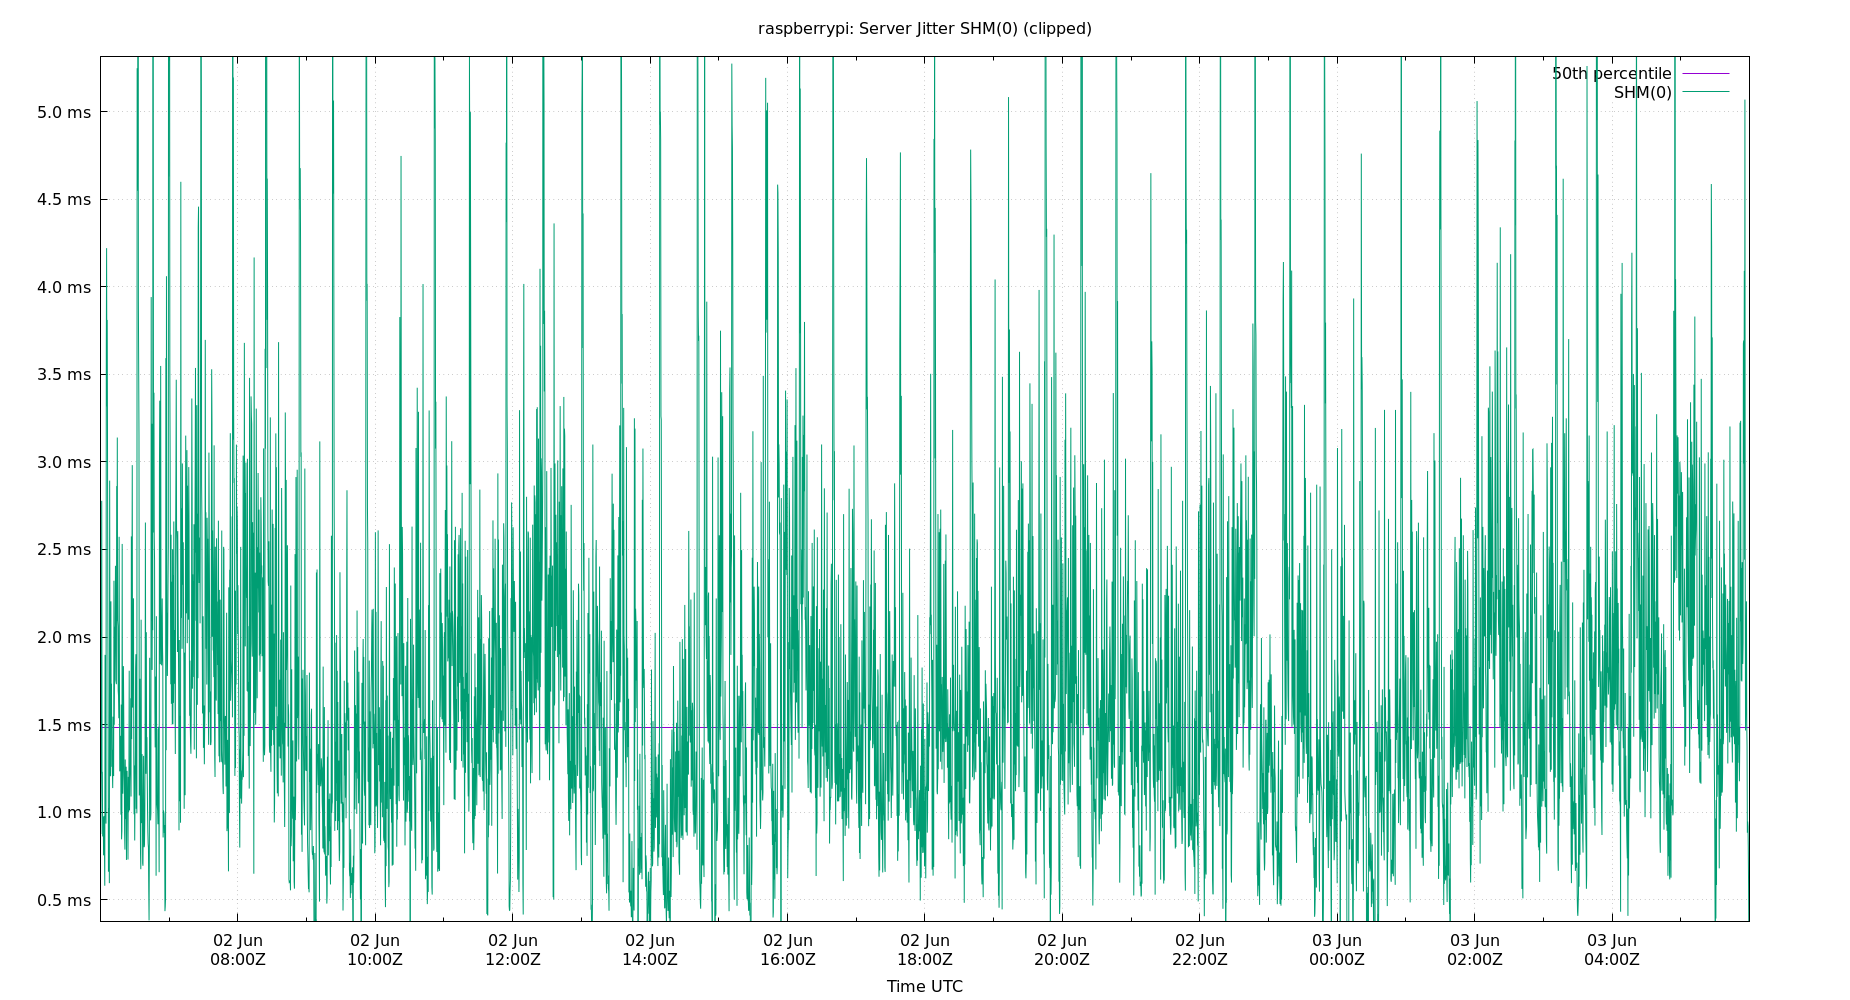 raspberrypi: Server Jitter SHM(0) (clipped)
50th percentile
SHM(0)
5.0 ms
4.5 ms
4.0 ms
3.5 ms
3.0 ms
2.5 ms
2.0 ms
1.5 ms
1.0 ms
0.5 ms
02 Jun 02 Jun 02 Jun 02 Jun 02 Jun 02 Jun 02 Jun 02 Jun 03 Jun 03 Jun 03 Jun
08:00Z 10:00Z 12:00Z 14:00Z 16:00Z 18:00Z 20:00Z 22:00Z 00:00Z 02:00Z 04:00Z
Time UTC